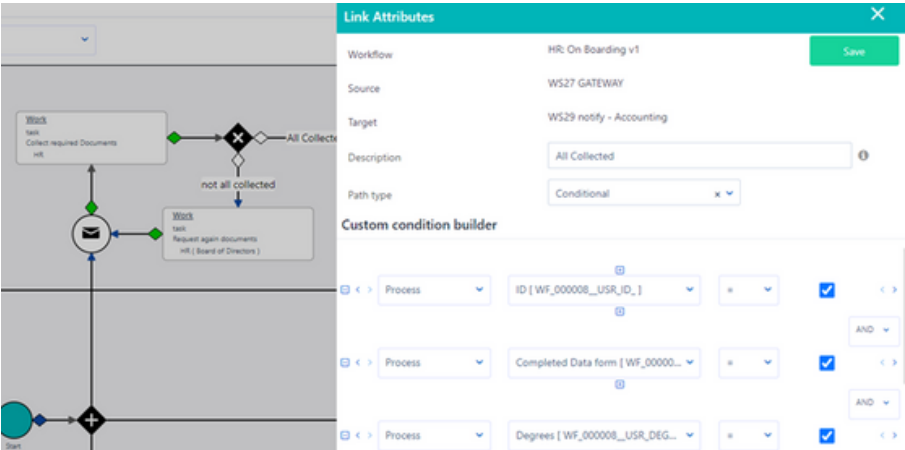 Link Attributes
Workflow
HR: On Boarding v1
Save
Source
WS27 GATEWAY
Target
WS29 notify - Accounting
Description
All Collected
Path type
Conditional
Custom condition builder
Process
ID [ WF_000008__USR_ID_ ]
=
AND
Process
Completed Data form [ WF_00000...
=
AND
Process
Degrees [ WF_000008__USR_DEG...
=
Work
task
Collect required Documents
HR
All Collecte
not all collected
Work
task
Request again documents
HR ( Board of Directors )
Start